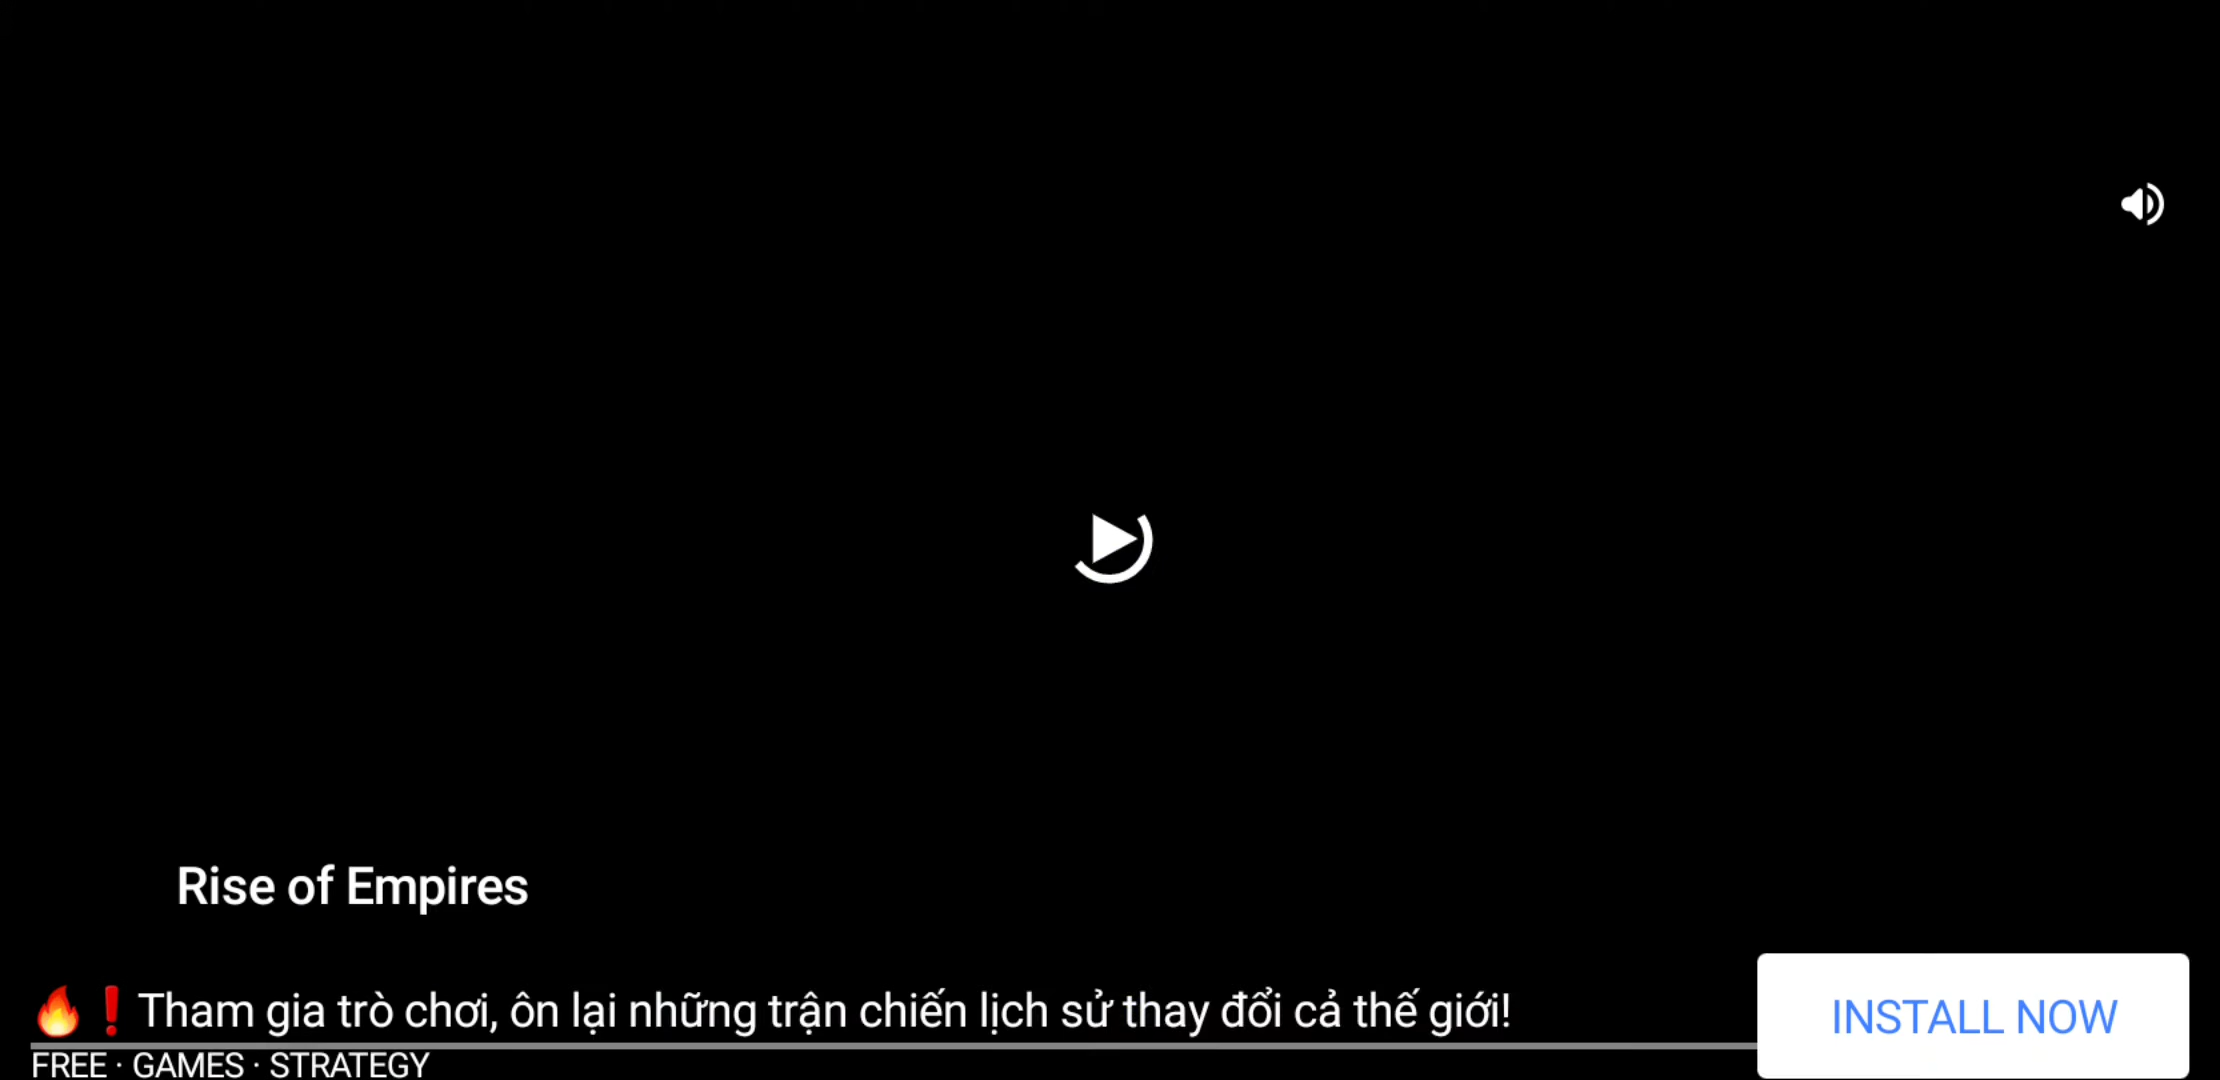 Rise of Empires
🔥❗Tham gia trò chơi, ôn lại những trận chiến lịch sử thay đổi cả thế giới!
INSTALL NOW
FREE · GAMES · STRATEGY